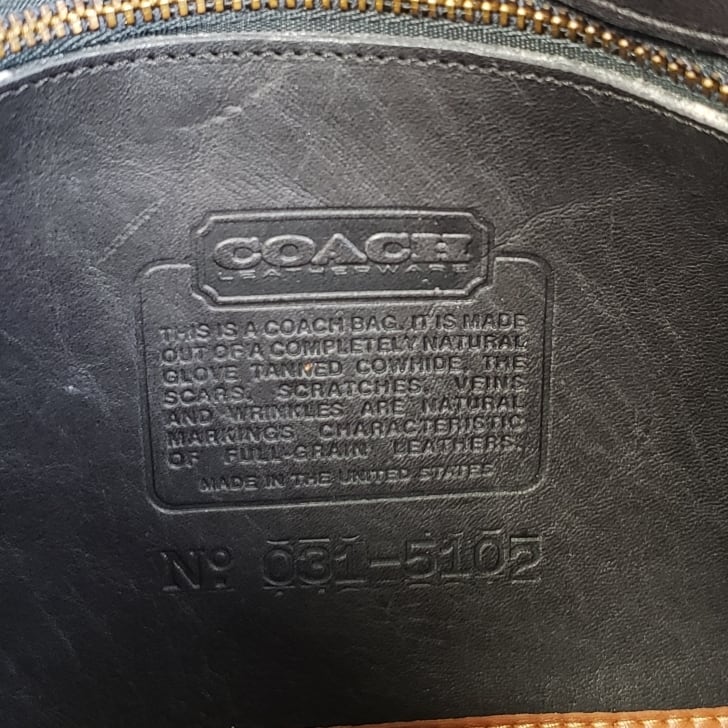 COACH
LEATHERWARE
THIS IS A COACH BAG. IT IS MADE
OUT OF A COMPLETELY NATURAL
GLOVE TANNED COWHIDE, THE
SCARS, SCRATCHES, VEINS
AND WRINKLES ARE NATURAL
MARKINGS CHARACTERISTIC
OF FULL-GRAIN LEATHERS.
MADE IN THE UNITED STATES
Nº 031-5102